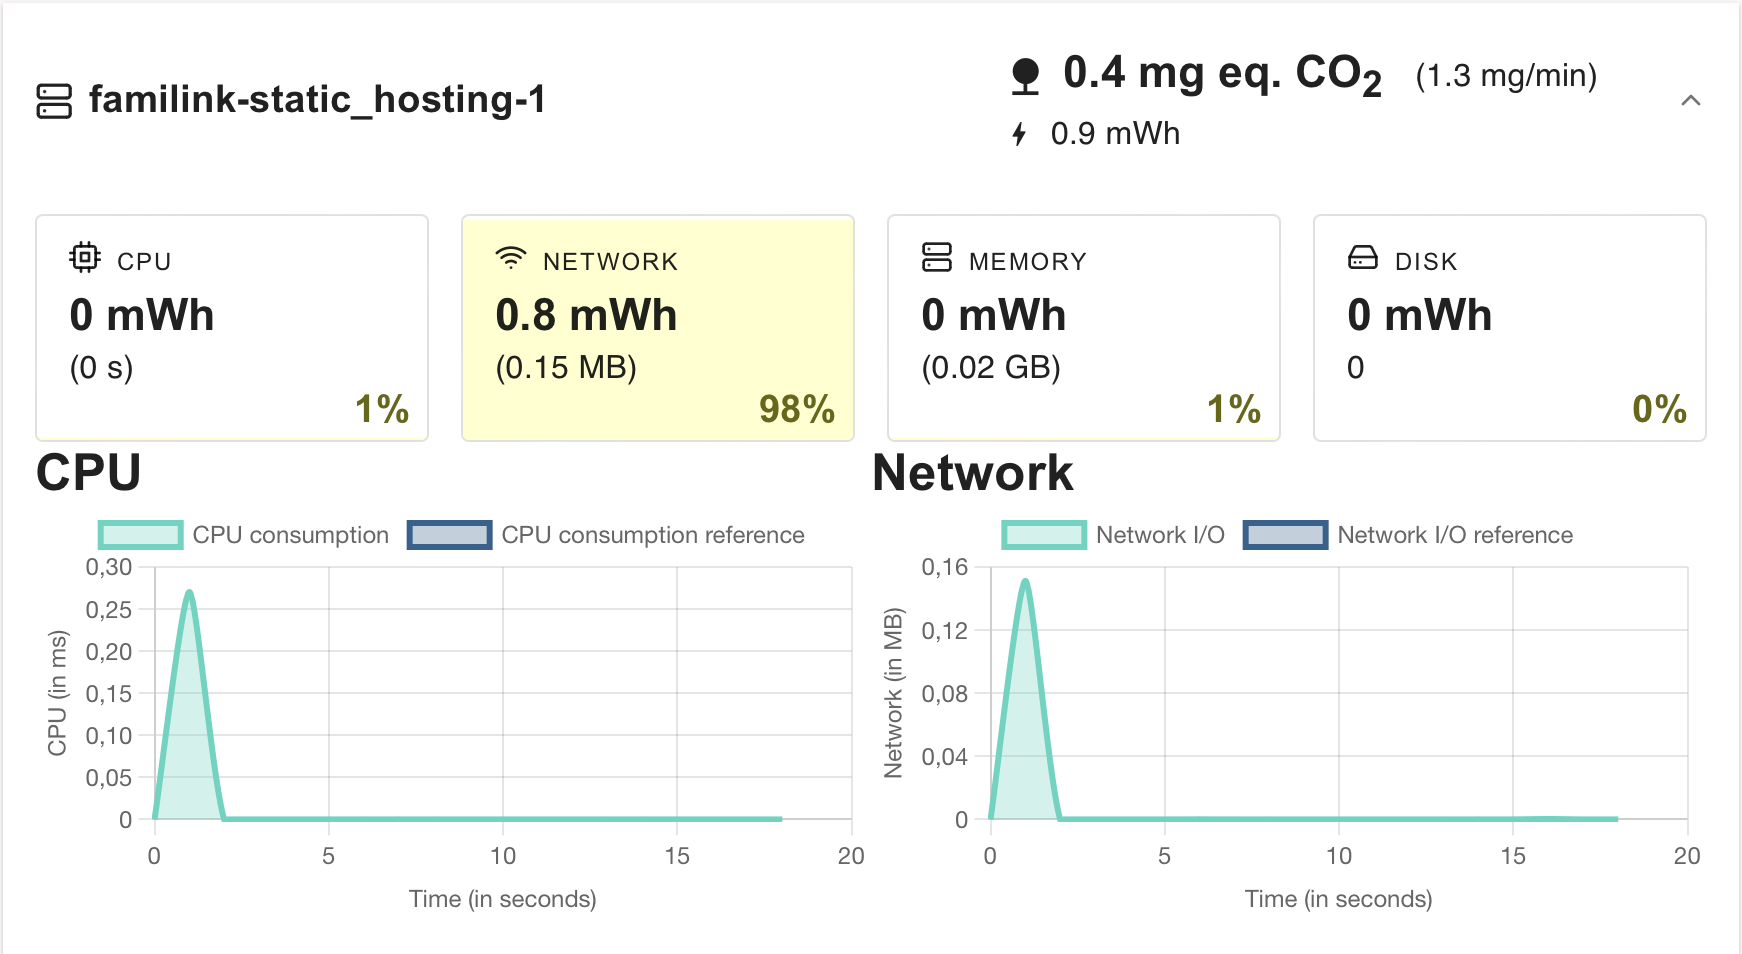 familink-static_hosting-1
0.4 mg eq. CO₂ (1.3 mg/min)
0.9 mWh
CPU
0 mWh
(0 s)
1%
NETWORK
0.8 mWh
(0.15 MB)
98%
MEMORY
0 mWh
(0.02 GB)
1%
DISK
0 mWh
0
0%
CPU
CPU consumption CPU consumption reference
0,30
0,25
0,20
0,15
0,10
0,05
0
CPU (in ms)
0 5 10 15 20
Time (in seconds)
Network
Network I/O Network I/O reference
0,16
0,12
0,08
0,04
0
Network (in MB)
0 5 10 15 20
Time (in seconds)